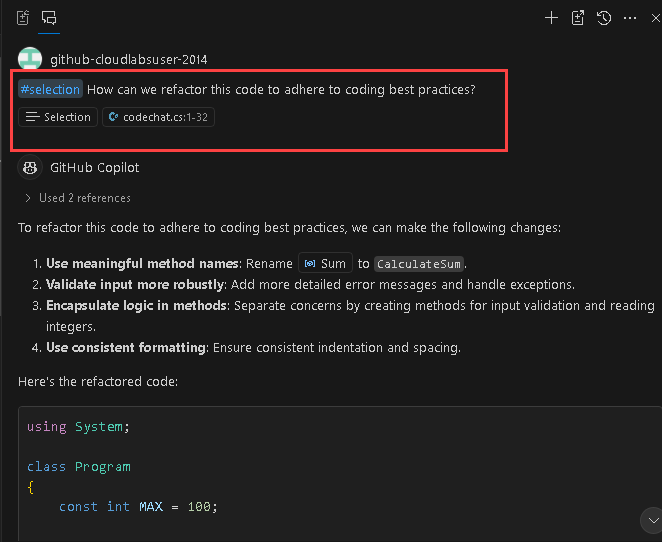 github-cloudlabsuser-2014
#selection How can we refactor this code to adhere to coding best practices?
Selection codechat.cs:1-32
GitHub Copilot
Used 2 references
To refactor this code to adhere to coding best practices, we can make the following changes:
1. Use meaningful method names: Rename Sum to CalculateSum.
2. Validate input more robustly: Add more detailed error messages and handle exceptions.
3. Encapsulate logic in methods: Separate concerns by creating methods for input validation and reading
integers.
4. Use consistent formatting: Ensure consistent indentation and spacing.
Here's the refactored code:
using System;
class Program
{
const int MAX = 100;